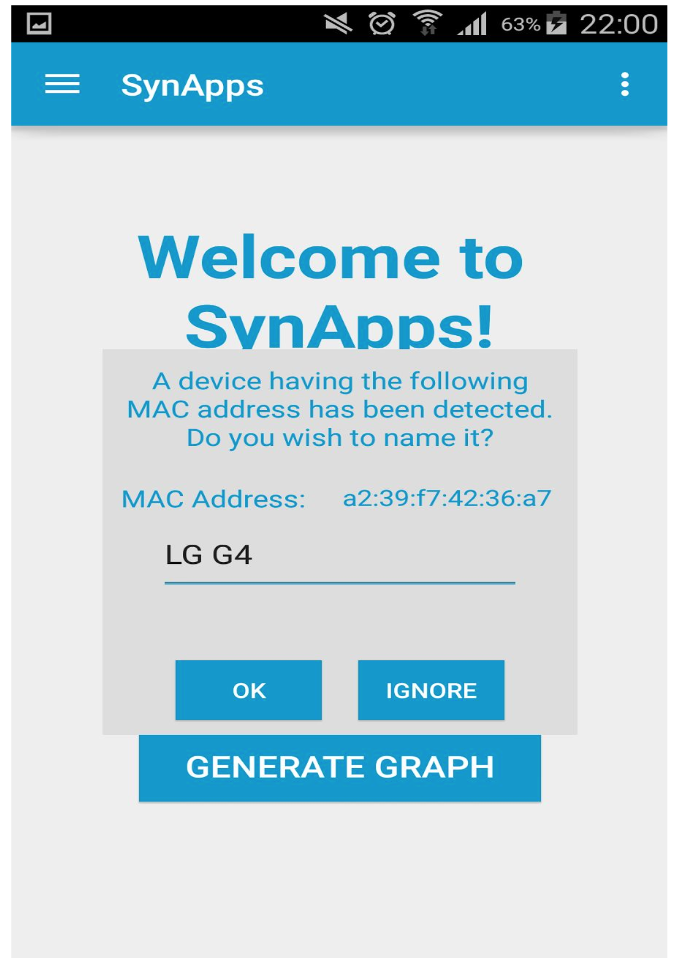 63% 22:00
SynApps
Welcome to
SynApps!
A device having the following
MAC address has been detected.
Do you wish to name it?
MAC Address: a2:39:f7:42:36:a7
LG G4
OK IGNORE
GENERATE GRAPH